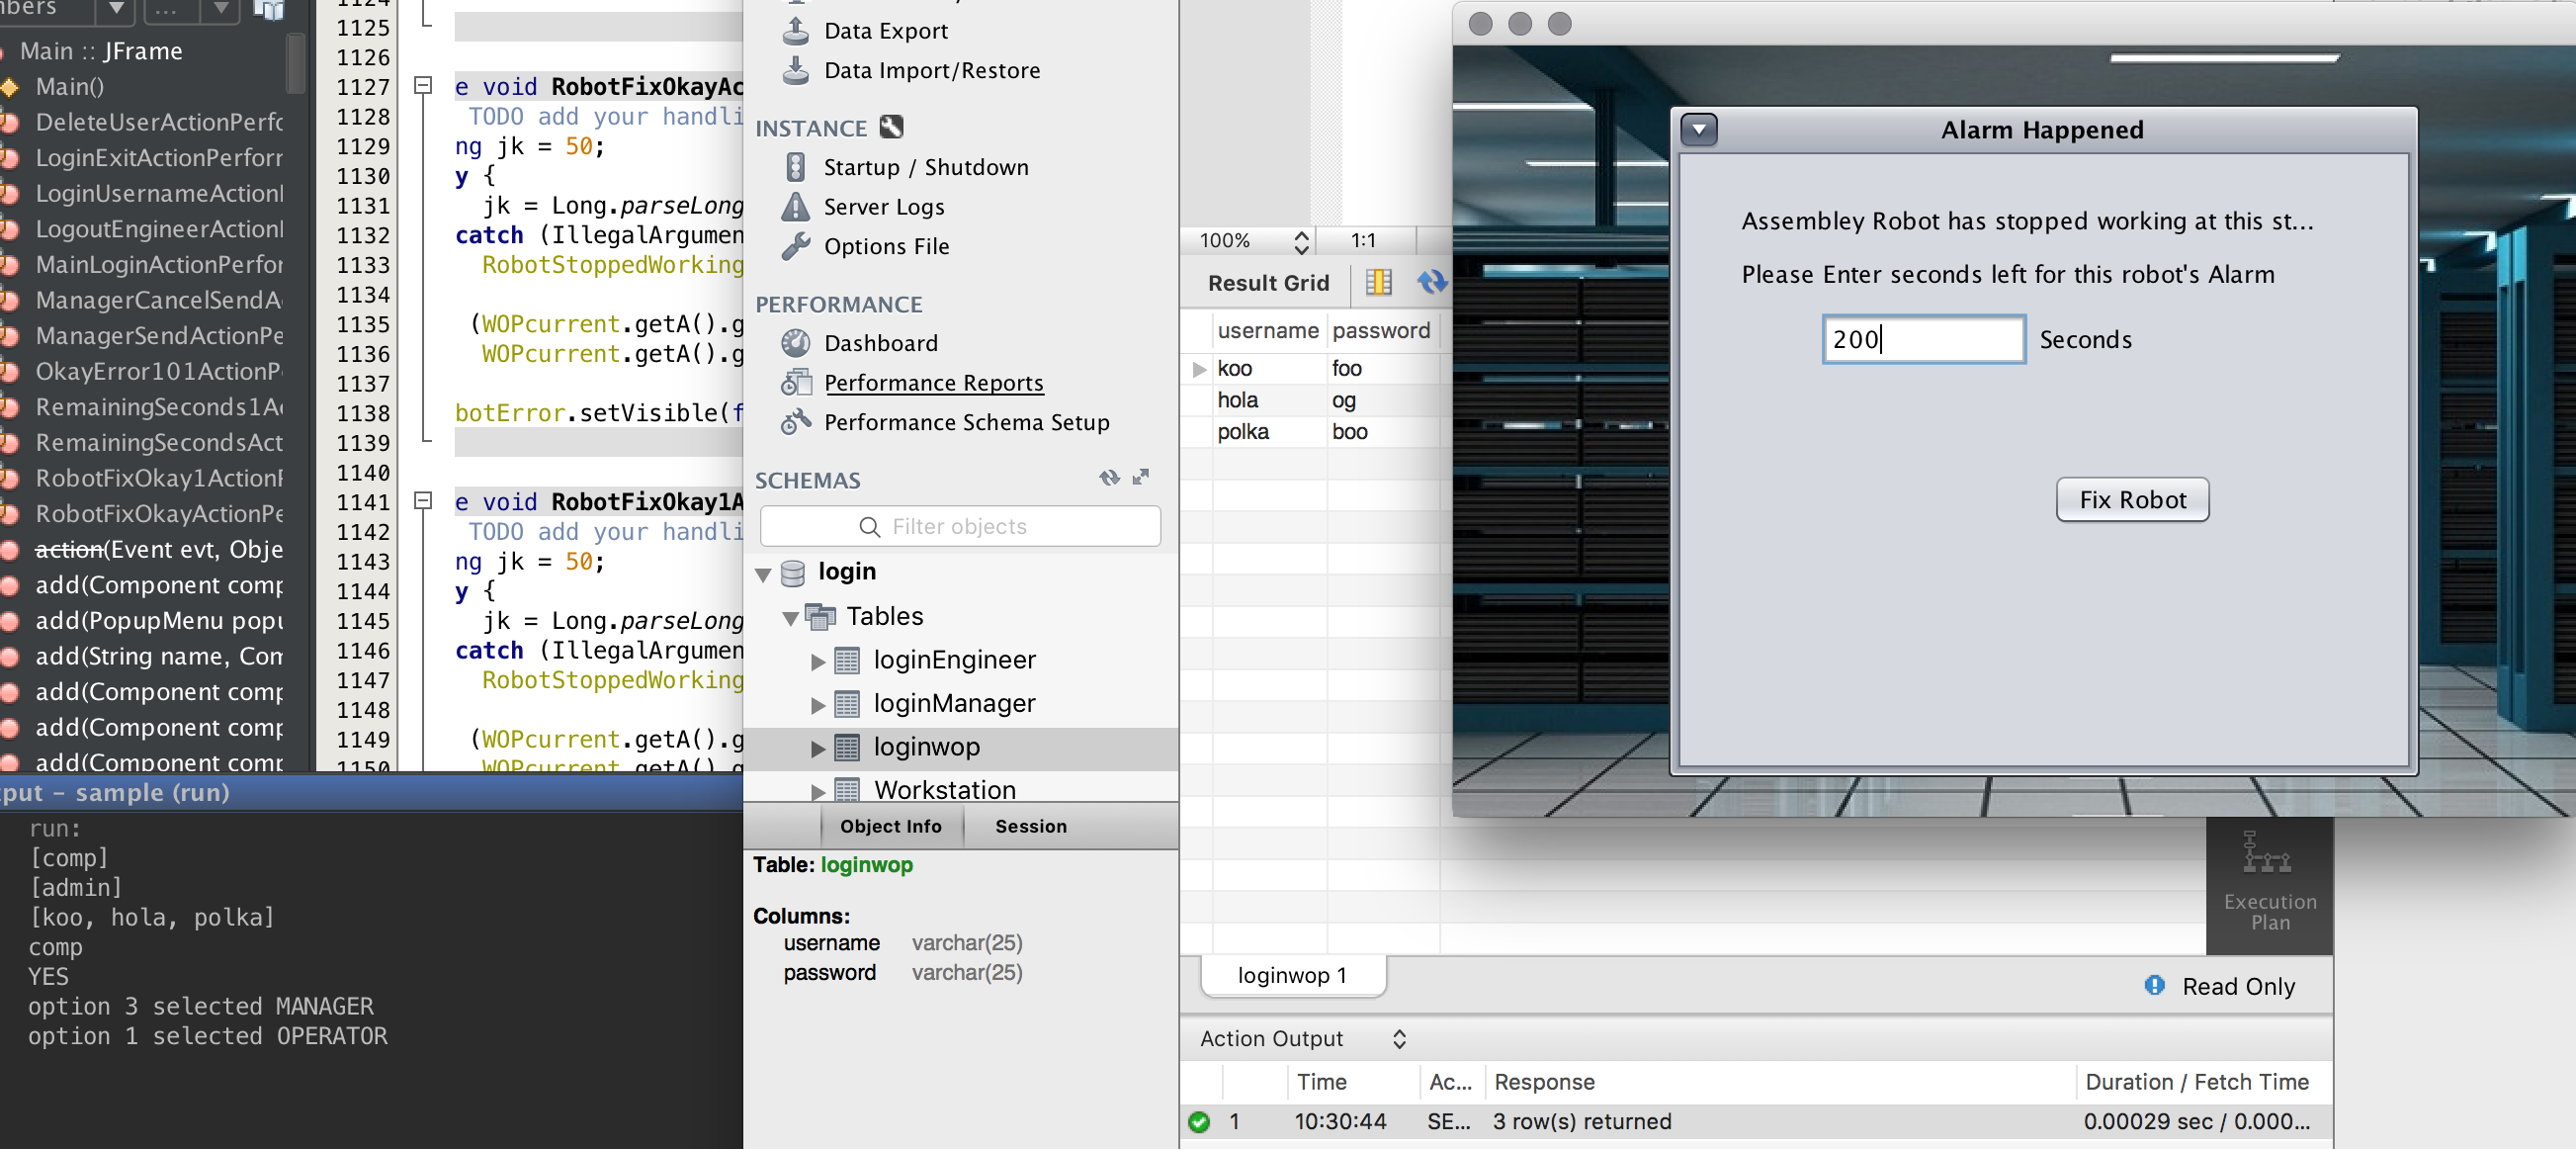 Main :: JFrame
Main()
DeleteUserActionPerfo
LoginExitActionPerforr
LoginUsernameActionI
LogoutEngineerActionI
MainLoginActionPerfor
ManagerCancelSendA
ManagerSendActionPe
OkayError101ActionP
RemainingSeconds1A
RemainingSecondsAct
RobotFixOkay1Action
RobotFixOkayActionPe
action(Event evt, Obje
add(Component comp
add(PopupMenu popu
add(String name, Con
add(Component comp
add(Component comp
add(Component comp
1125
1126
1127 e void RobotFixOkayAc
1128 TODO add your handli
1129 ng jk = 50;
1130 y {
1131 jk = Long.parseLong
1132 catch (IllegalArgumen
1133 RobotStoppedWorking
1134
1135 (WOPcurrent.getA().g
1136 WOPcurrent.getA().g
1137
1138 botError.setVisible(f
1139
1140
1141 e void RobotFixOkay1A
1142 TODO add your handli
1143 ng jk = 50;
1144 y {
1145 jk = Long.parseLong
1146 catch (IllegalArgumen
1147 RobotStoppedWorking
1148
1149 (WOPcurrent.getA().g
1150 WOPcurrent.getA().g
put – sample (run)
run:
[comp]
[admin]
[koo, hola, polka]
comp
YES
option 3 selected MANAGER
option 1 selected OPERATOR
Data Export
Data Import/Restore
INSTANCE
Startup / Shutdown
Server Logs
Options File
PERFORMANCE
Dashboard
Performance Reports
Performance Schema Setup
SCHEMAS
Filter objects
login
Tables
loginEngineer
loginManager
loginwop
Workstation
Object Info Session
Table: loginwop
Columns:
username varchar(25)
password varchar(25)
100% 1:1
Result Grid
username password
koo foo
hola og
polka boo
Execution
Plan
loginwop 1
Read Only
Action Output
Time Ac... Response Duration / Fetch Time
1 10:30:44 SE... 3 row(s) returned 0.00029 sec / 0.000...
Alarm Happened
Assembley Robot has stopped working at this st...
Please Enter seconds left for this robot's Alarm
200 Seconds
Fix Robot